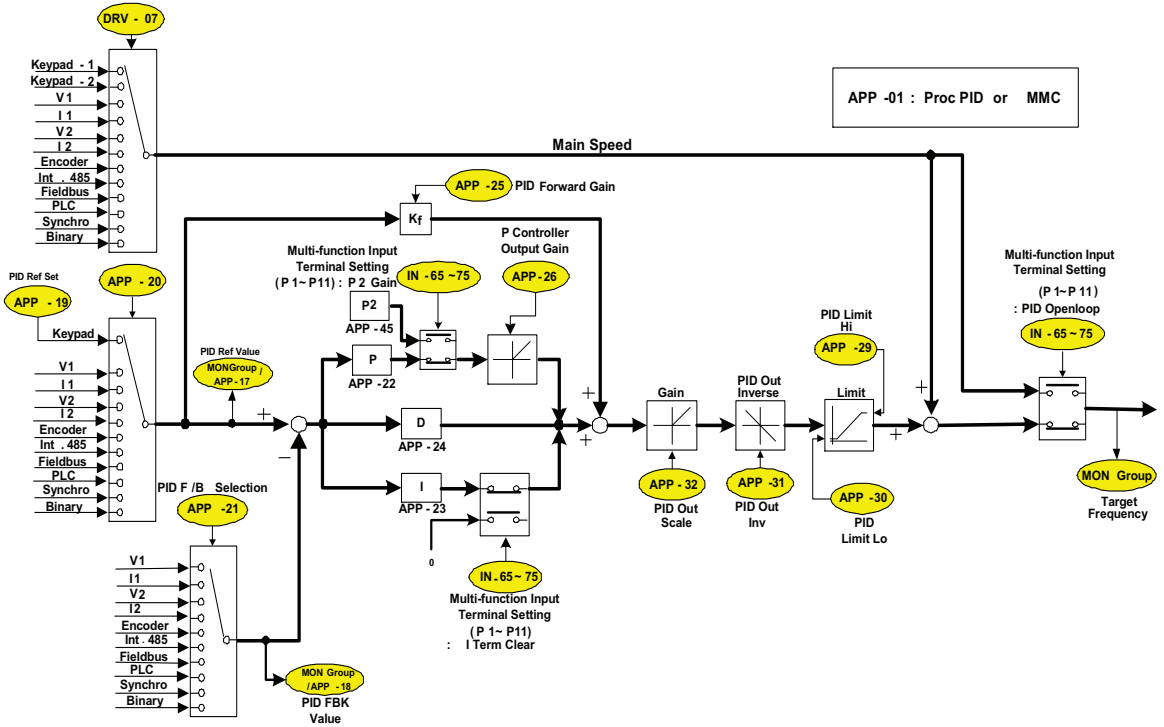 DRV - 07
Keypad - 1
Keypad - 2
V1
I1
V2
I2
Encoder
Int . 485
Fieldbus
PLC
Synchro
Binary
APP -01 : Proc PID or MMC
Main Speed
APP -25 PID Forward Gain
Kf
PID Ref Set
APP - 19
APP - 20
Keypad
V1
I1
V2
I2
Encoder
Int . 485
Fieldbus
PLC
Synchro
Binary
PID Ref Value
MONGroup /
APP-17
+
−
Multi-function Input
Terminal Setting
(P 1~ P11) : P 2 Gain
IN - 65 ~ 75
P Controller
Output Gain
APP- 26
P2
APP - 45
P
APP - 22
D
APP - 24
I
APP - 23
0
IN - 65 ~ 75
Multi-function Input
Terminal Setting
(P 1~ P11)
: I Term Clear
+
+
Gain
APP - 32
PID Out
Scale
PID Out
Inverse
APP - 31
PID Out
Inv
PID Limit
Hi
APP - 29
Limit
APP - 30
PID
Limit Lo
+
+
Multi-function Input
Terminal Setting
(P 1~ P 11)
: PID Openloop
IN - 65 ~ 75
MON Group
Target
Frequency
PID F /B Selection
APP - 21
V1
I1
V2
I2
Encoder
Int . 485
Fieldbus
PLC
Synchro
Binary
MON Group
/APP - 18
PID FBK
Value